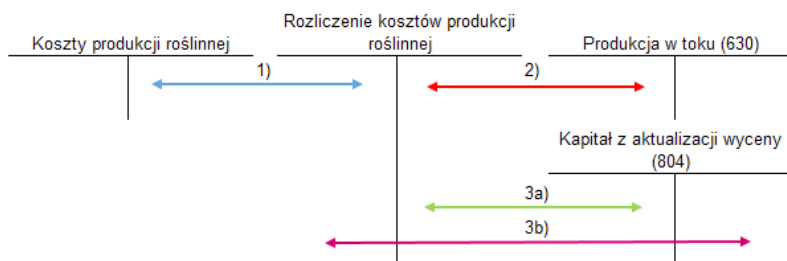 Rozliczenie kosztów produkcji
Koszty produkcji roślinnej
roślinnej
Produkcja w toku (630)
1)
2)
Kapitał z aktualizacji wyceny
(804)
3a)
3b)